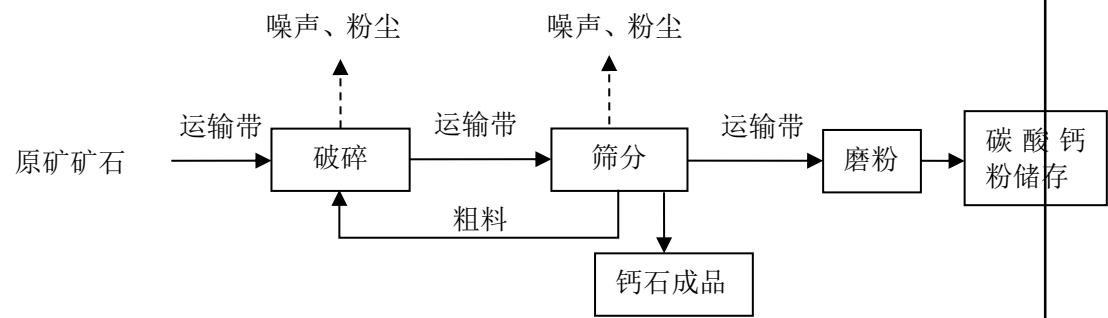 噪声、粉尘
噪声、粉尘
运输带
运输带
运输带
原矿矿石
破碎
筛分
磨粉
碳酸钙
粉储存
粗料
钙石成品